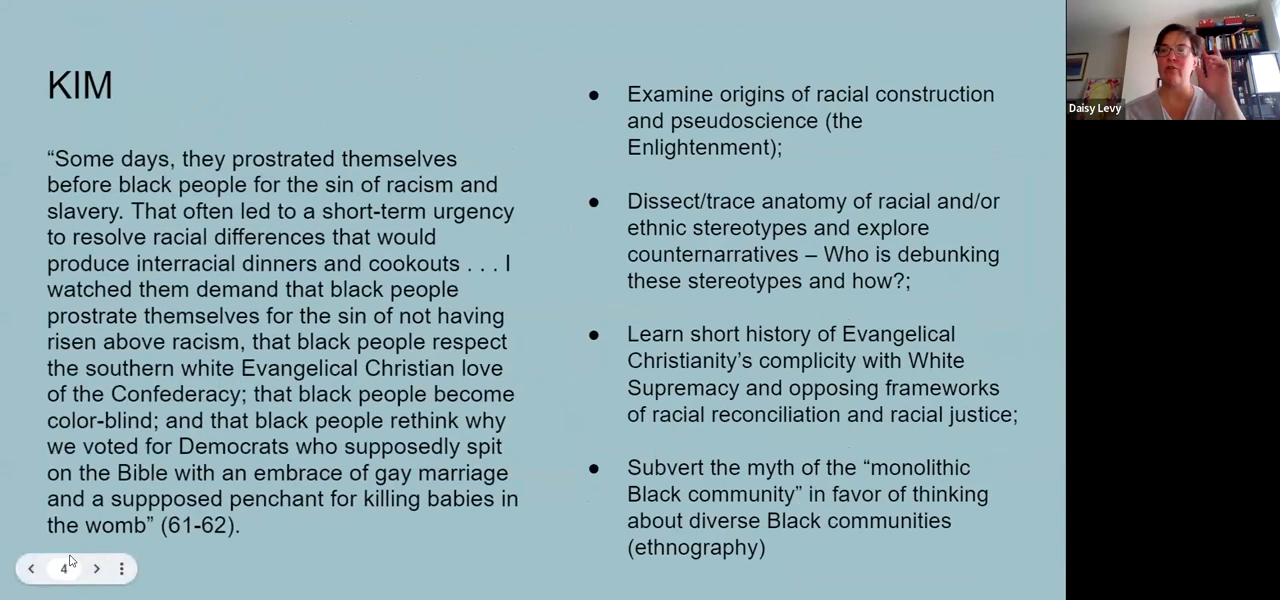 KIM
“Some days, they prostrated themselves
before black people for the sin of racism and
slavery. That often led to a short-term urgency
to resolve racial differences that would
produce interracial dinners and cookouts . . . I
watched them demand that black people
prostrate themselves for the sin of not having
risen above racism, that black people respect
the southern white Evangelical Christian love
of the Confederacy; that black people become
color-blind; and that black people rethink why
we voted for Democrats who supposedly spit
on the Bible with an embrace of gay marriage
and a suppposed penchant for killing babies in
the womb” (61-62).
● Examine origins of racial construction
and pseudoscience (the
Enlightenment);
● Dissect/trace anatomy of racial and/or
ethnic stereotypes and explore
counternarratives – Who is debunking
these stereotypes and how?;
● Learn short history of Evangelical
Christianity’s complicity with White
Supremacy and opposing frameworks
of racial reconciliation and racial justice;
● Subvert the myth of the “monolithic
Black community” in favor of thinking
about diverse Black communities
(ethnography)
4
Daisy Levy